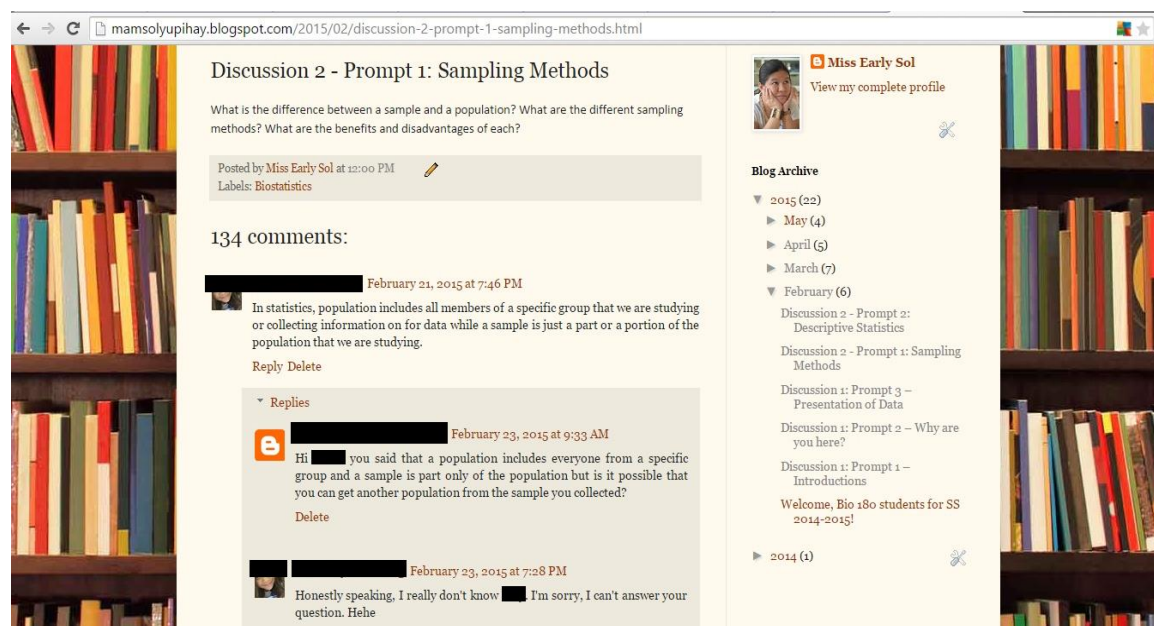 mamsolyupihay.blogspot.com/2015/02/discussion-2-prompt-1-sampling-methods.html
Discussion 2 - Prompt 1: Sampling Methods
What is the difference between a sample and a population? What are the different sampling
methods? What are the benefits and disadvantages of each?
Posted by Miss Early Sol at 12:00 PM
Labels: Biostatistics
134 comments:
February 21, 2015 at 7:46 PM
In statistics, population includes all members of a specific group that we are studying
or collecting information on for data while a sample is just a part or a portion of the
population that we are studying.
Reply Delete
Replies
February 23, 2015 at 9:33 AM
Hi you said that a population includes everyone from a specific
group and a sample is part only of the population but is it possible that
you can get another population from the sample you collected?
Delete
February 23, 2015 at 7:28 PM
Honestly speaking, I really don't know . I'm sorry, I can't answer your
question. Hehe
Miss Early Sol
View my complete profile
Blog Archive
▼ 2015 (22)
► May (4)
► April (5)
► March (7)
▼ February (6)
Discussion 2 - Prompt 2:
Descriptive Statistics
Discussion 2 - Prompt 1: Sampling
Methods
Discussion 1: Prompt 3 –
Presentation of Data
Discussion 1: Prompt 2 – Why are
you here?
Discussion 1: Prompt 1 –
Introductions
Welcome, Bio 180 students for SS
2014-2015!
► 2014 (1)